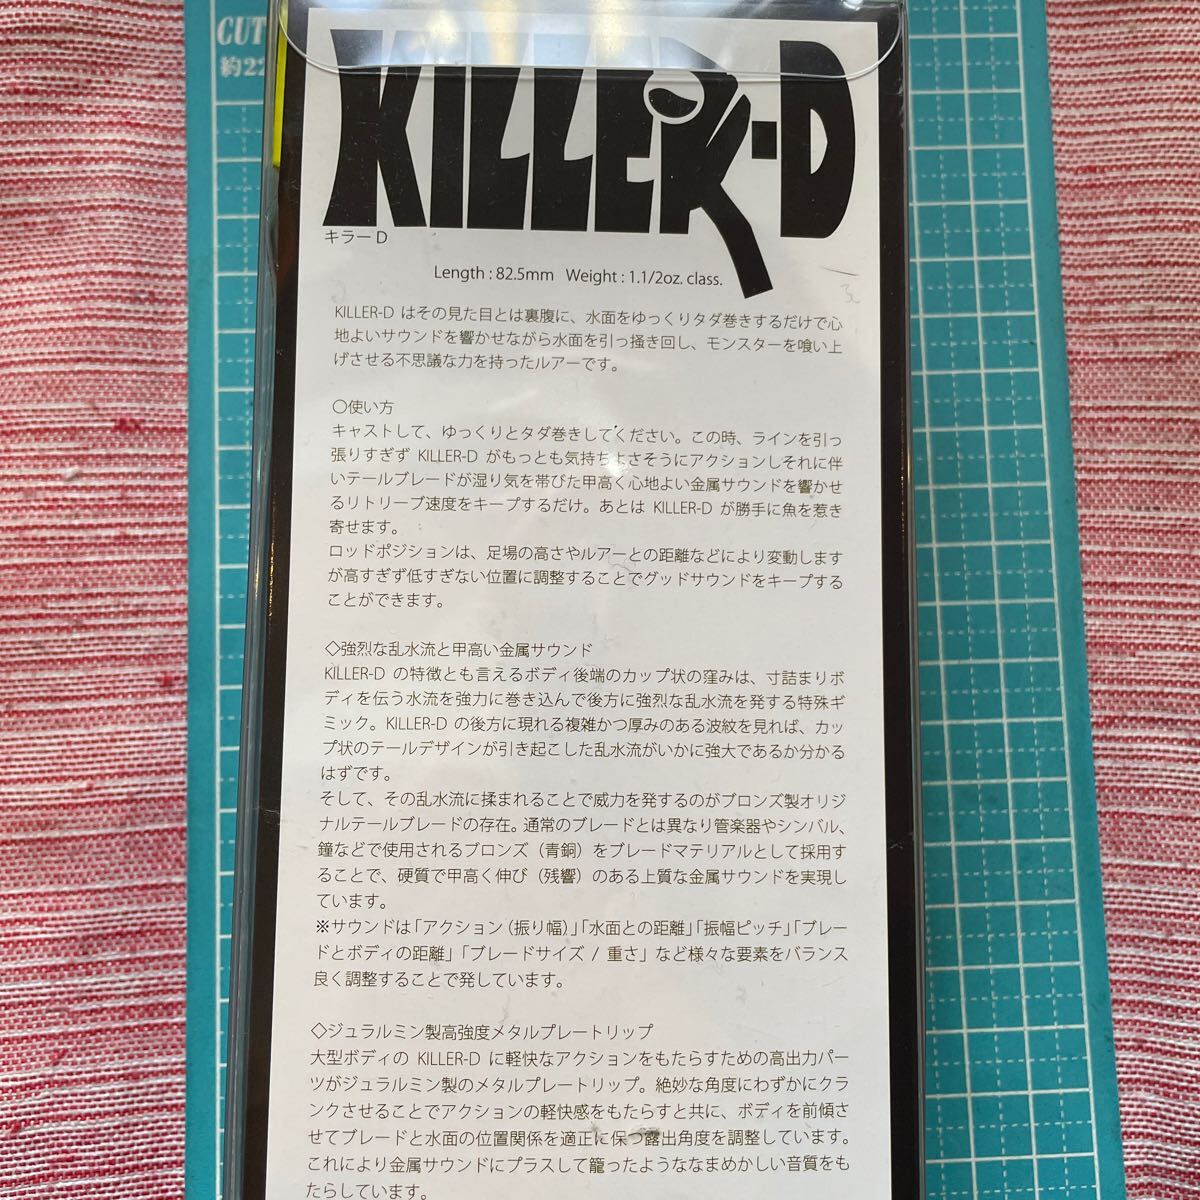 CUT
約22
KILLER-D
キラー D
Length : 82.5mm Weight : 1.1/2oz. class.
KILLER-D はその見た目とは裏腹に、水面をゆっくりタダ巻きするだけで心
地よいサウンドを響かせながら水面を引っ掻き回し、モンスターを喰い上
げさせる不思議な力を持ったルアーです。
〇使い方
キャストして、ゆっくりとタダ巻きしてください。この時、ラインを引っ
張りすぎず KILLER-D がもっとも気持ちよさそうにアクションしそれに伴
いテールブレードが湿り気を帯びた甲高く心地よい金属サウンドを響かせ
るリトリーブ速度をキープするだけ。あとは KILLER-D が勝手に魚を惹き
寄せます。
ロッドポジションは、足場の高さやルアーとの距離などにより変動します
が高すぎず低すぎない位置に調整することでグッドサウンドをキープする
ことができます。
◇強烈な乱水流と甲高い金属サウンド
KILLER-D の特徴とも言えるボディ後端のカップ状の窪みは、寸詰まりボ
ディを伝う水流を強力に巻き込んで後方に強烈な乱水流を発する特殊ギ
ミック。KILLER-D の後方に現れる複雑かつ厚みのある波紋を見れば、カッ
プ状のテールデザインが引き起こした乱水流がいかに強大であるか分かる
はずです。
そして、その乱水流に揉まれることで威力を発するのがブロンズ製オリジ
ナルテールブレードの存在。通常のブレードとは異なり管楽器やシンバル、
鐘などで使用されるブロンズ（青銅）をブレードマテリアルとして採用す
ることで、硬質で甲高く伸び（残響）のある上質な金属サウンドを実現し
ています。
※サウンドは「アクション（振り幅）」「水面との距離」「振幅ピッチ」「ブレー
ドとボディの距離」「ブレードサイズ / 重さ」など様々な要素をバランス
良く調整することで発しています。
◇ジュラルミン製高強度メタルプレートリップ
大型ボディの KILLER-D に軽快なアクションをもたらすための高出力パー
ツがジュラルミン製のメタルプレートリップ。絶妙な角度にわずかにクラ
ンクさせることでアクションの軽快感をもたらすと共に、ボディを前傾さ
せてブレードと水面の位置関係を適正に保つ露出角度を調整しています。
これにより金属サウンドにプラスして籠ったようななまめかしい音質をも
たらしています。